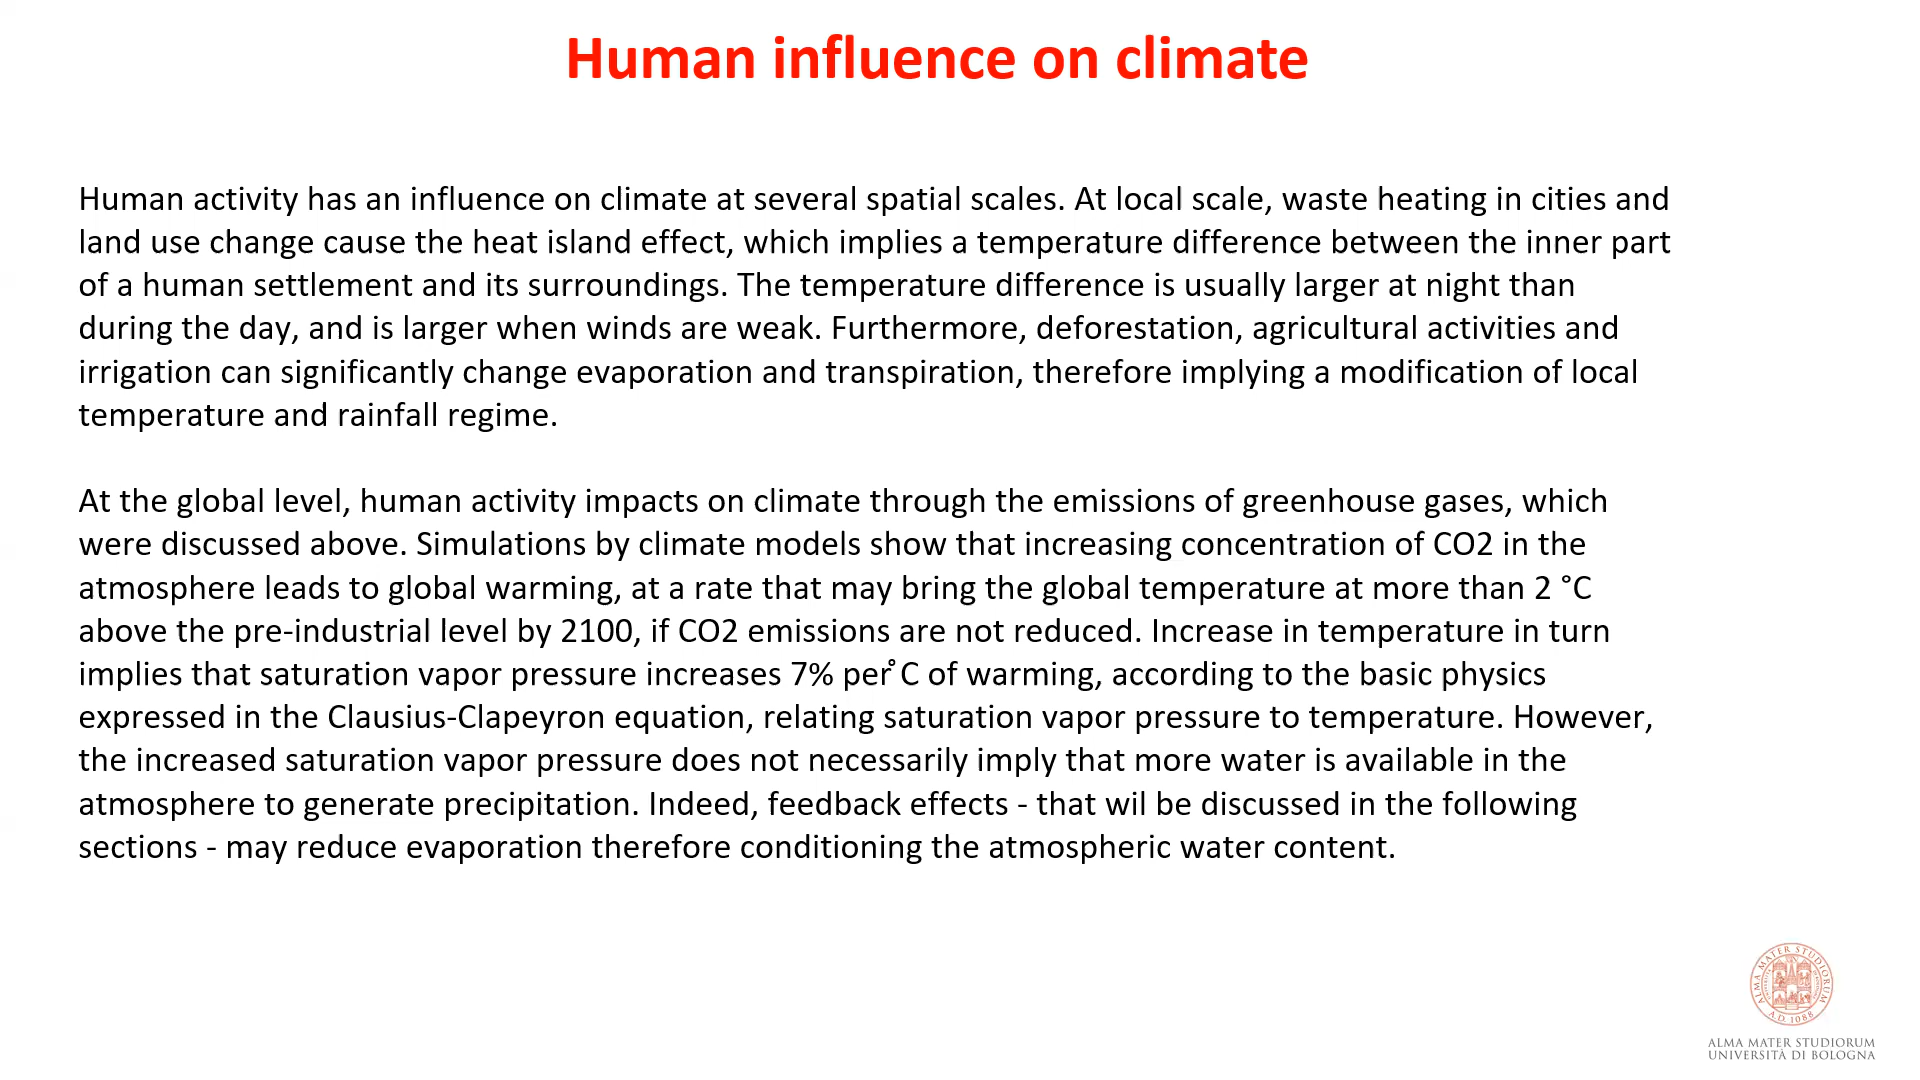 Human influence on climate
Human activity has an influence on climate at several spatial scales. At local scale, waste heating in cities and
land use change cause the heat island effect, which implies a temperature difference between the inner part
of a human settlement and its surroundings. The temperature difference is usually larger at night than
during the day, and is larger when winds are weak. Furthermore, deforestation, agricultural activities and
irrigation can significantly change evaporation and transpiration, therefore implying a modification of local
temperature and rainfall regime.
At the global level, human activity impacts on climate through the emissions of greenhouse gases, which
were discussed above. Simulations by climate models show that increasing concentration of CO2 in the
atmosphere leads to global warming, at a rate that may bring the global temperature at more than 2 °C
above the pre-industrial level by 2100, if CO2 emissions are not reduced. Increase in temperature in turn
implies that saturation vapor pressure increases 7% per ̊C of warming, according to the basic physics
expressed in the Clausius-Clapeyron equation, relating saturation vapor pressure to temperature. However,
the increased saturation vapor pressure does not necessarily imply that more water is available in the
atmosphere to generate precipitation. Indeed, feedback effects - that wil be discussed in the following
sections - may reduce evaporation therefore conditioning the atmospheric water content.
ALMA MATER STUDIORUM
A.D. 1088
ALMA MATER STUDIORUM
UNIVERSITÀ DI BOLOGNA